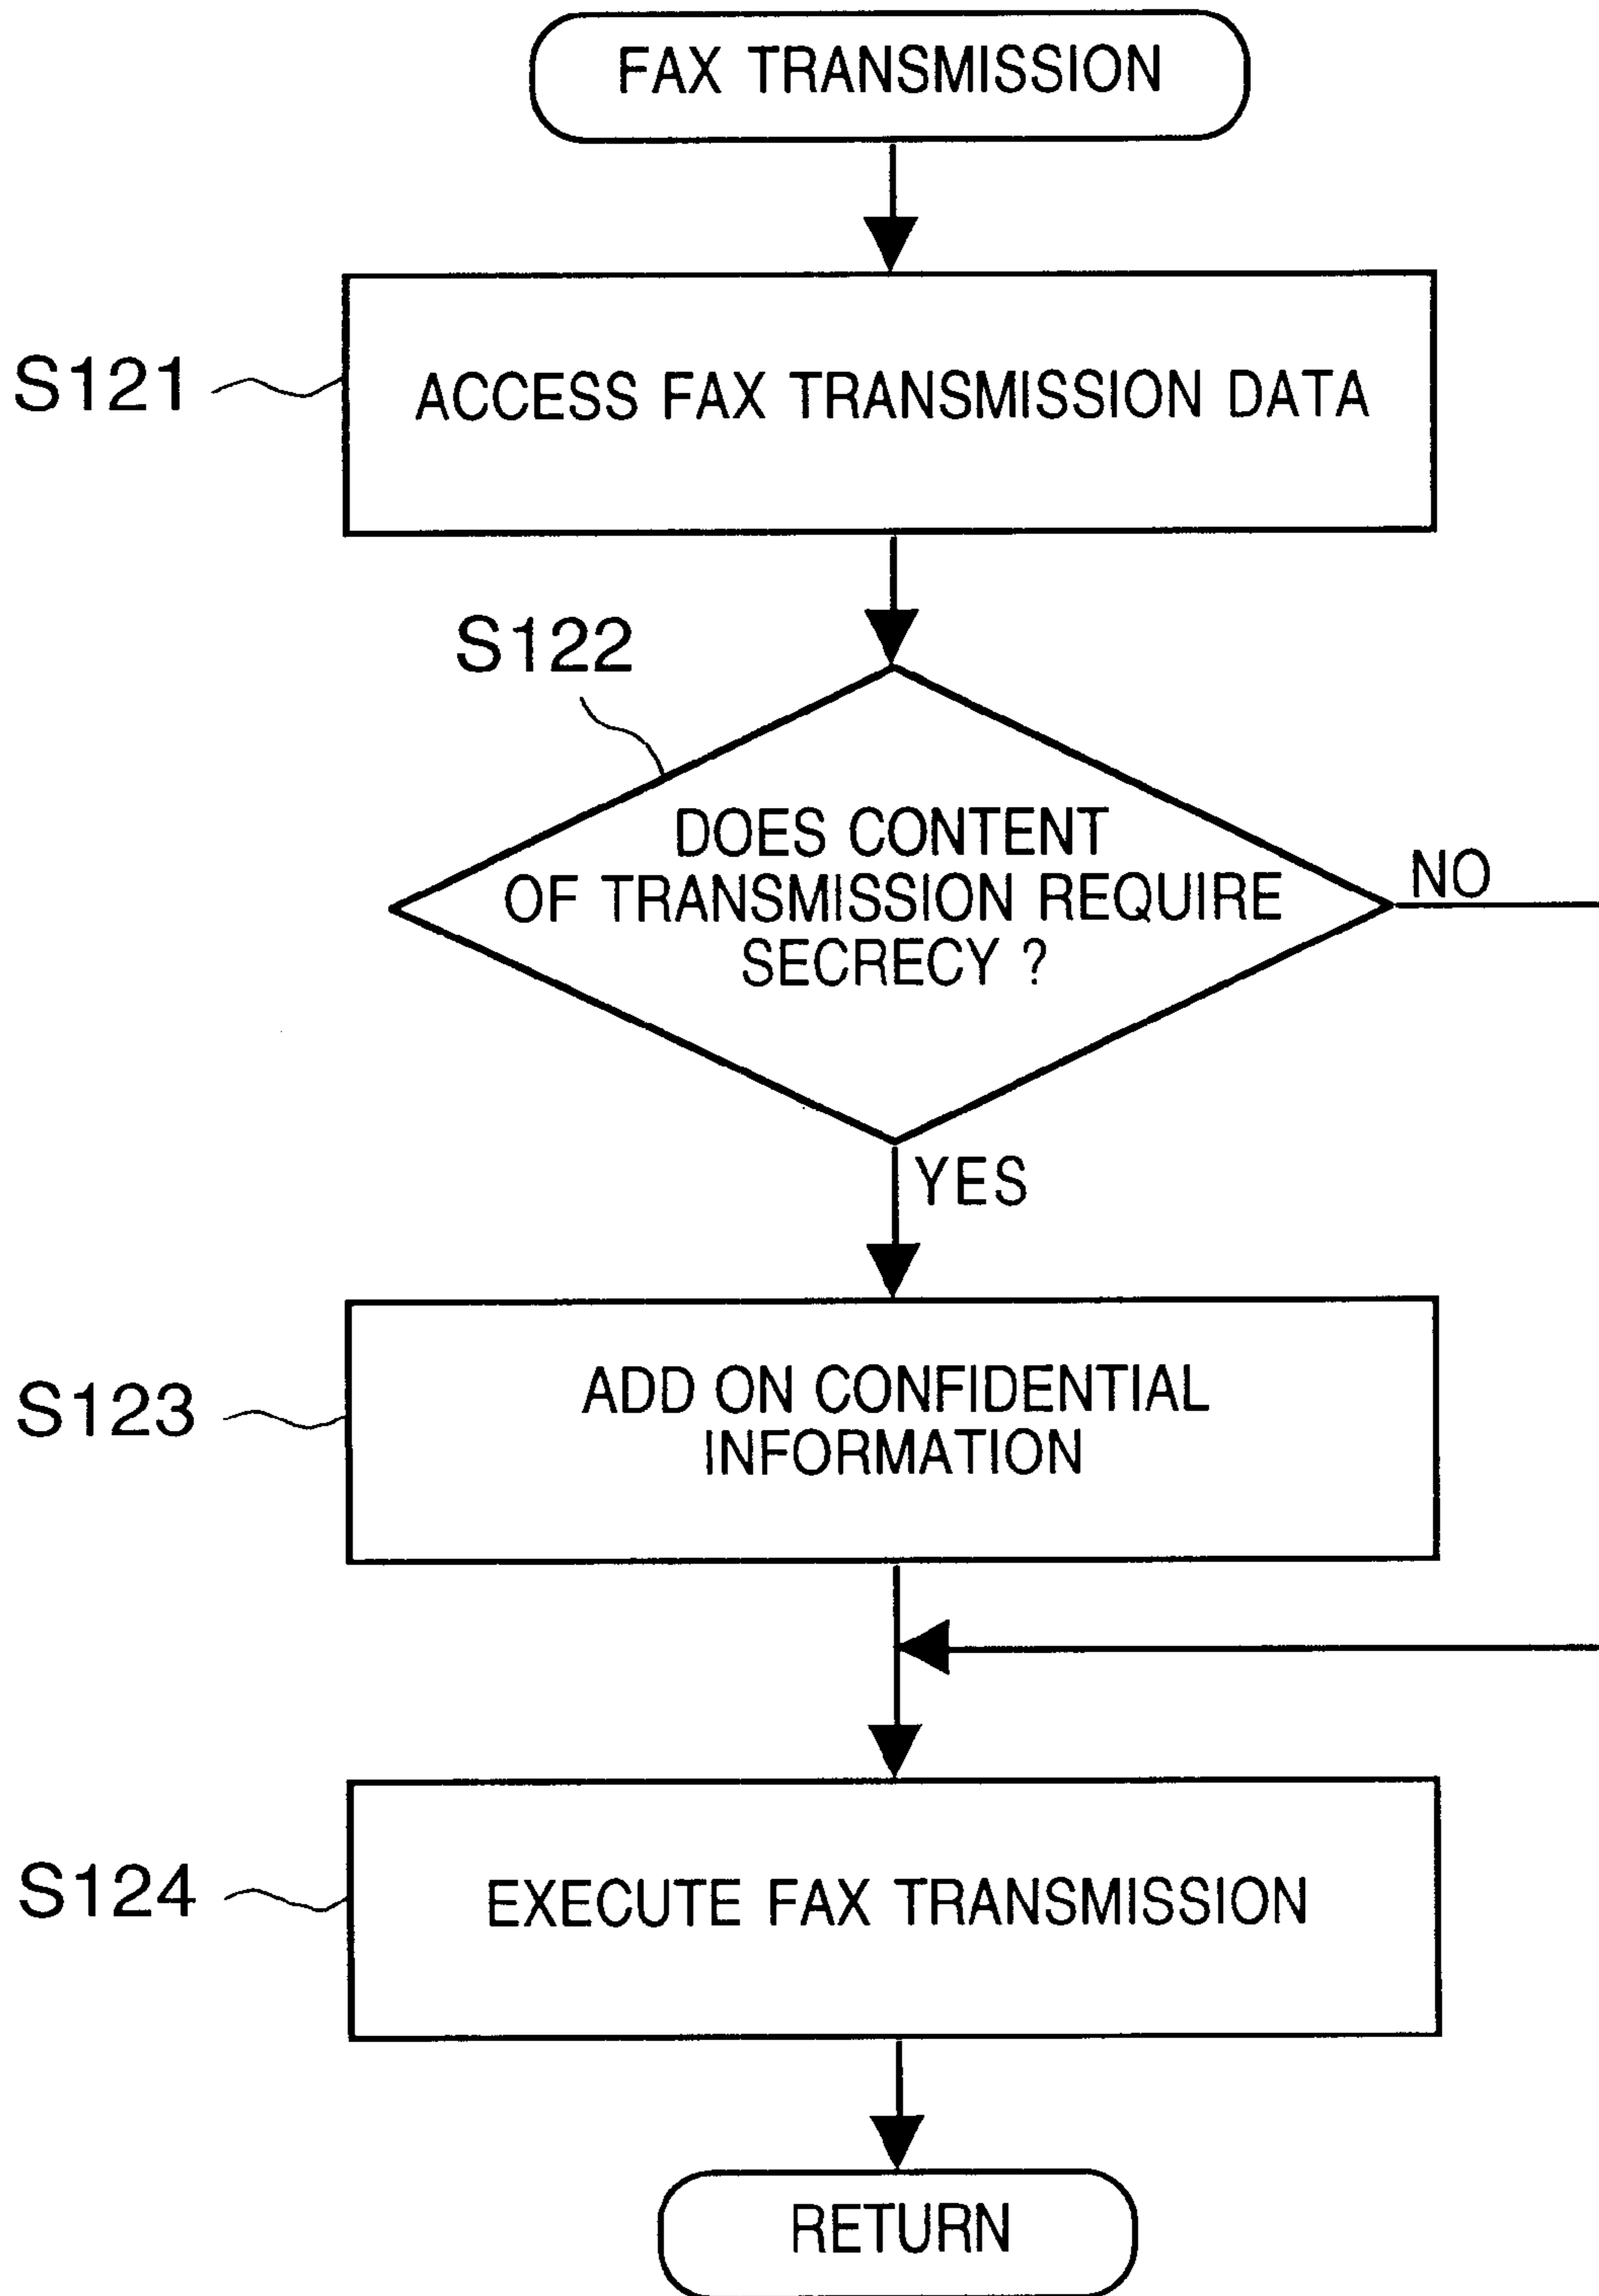 FAX TRANSMISSION
S121
ACCESS FAX TRANSMISSION DATA
S122
DOES CONTENT
OF TRANSMISSION REQUIRE
SECRECY ?
NO
YES
S123
ADD ON CONFIDENTIAL
INFORMATION
S124
EXECUTE FAX TRANSMISSION
RETURN